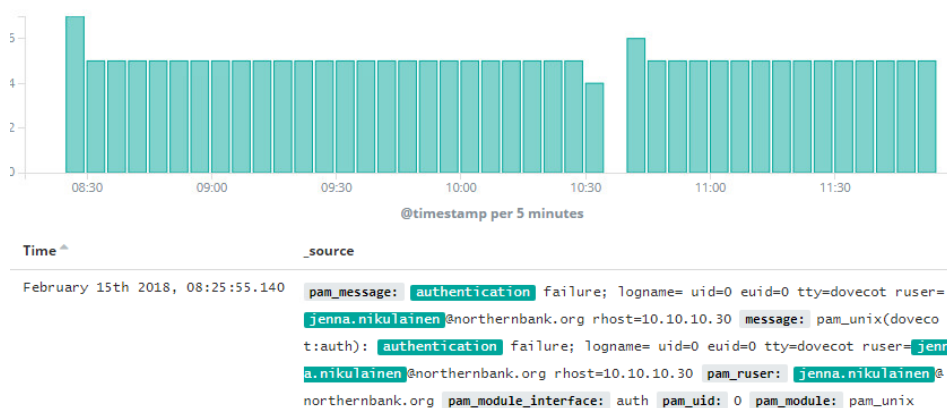 6
4
2
0
08:30 09:00 09:30 10:00 10:30 11:00 11:30
@timestamp per 5 minutes
Time _source
February 15th 2018, 08:25:55.140 pam_message: authentication failure; logname= uid=0 euid=0 tty=dovecot ruser=
jenna.nikulainen@northernbank.org rhost=10.10.10.30 message: pam_unix(doveco
t:auth): authentication failure; logname= uid=0 euid=0 tty=dovecot ruser=jenn
a.nikulainen@northernbank.org rhost=10.10.10.30 pam_ruser: jenna.nikulainen@
northernbank.org pam_module_interface: auth pam_uid: 0 pam_module: pam_unix